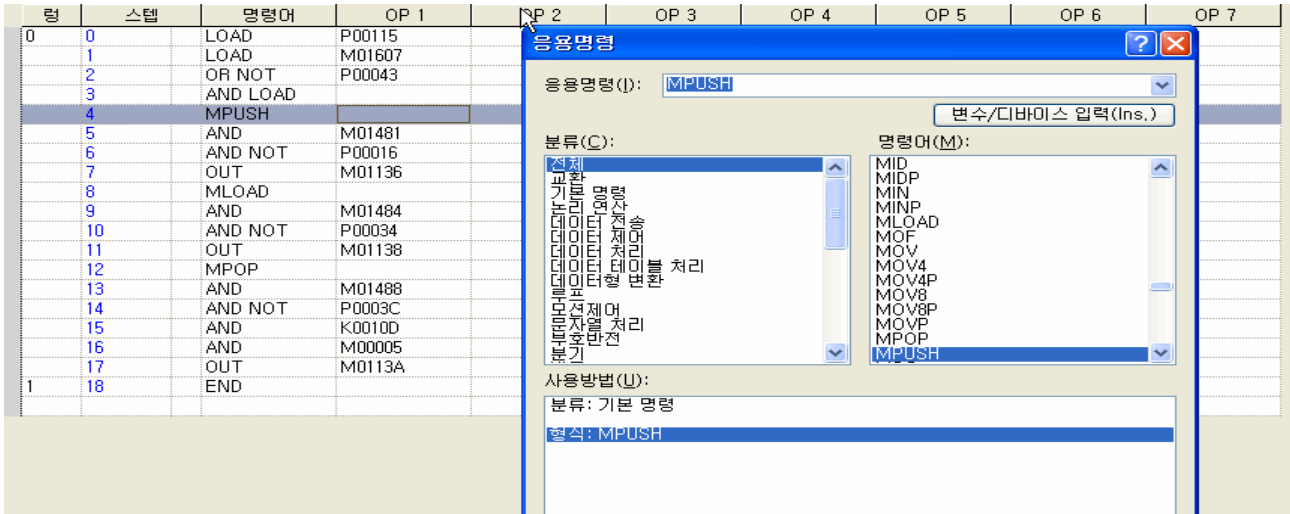 렁 스텝 명령어 OP 1 OP 2 OP 3 OP 4 OP 5 OP 6 OP 7
0 0 LOAD P00115
1 LOAD M01607
2 OR NOT P00043
3 AND LOAD
4 MPUSH
5 AND M01481
6 AND NOT P00016
7 OUT M01136
8 MLOAD
9 AND M01484
10 AND NOT P00034
11 OUT M01138
12 MPOP
13 AND M01488
14 AND NOT P0003C
15 AND K0010D
16 AND M00005
17 OUT M0113A
1 18 END
응용명령
응용명령(I): MPUSH
변수/디바이스 입력(Ins.)
분류(C):
전체
교환
기본 명령
논리 연산
데이터 전송
데이터 제어
데이터 처리
데이터 테이블 처리
데이터형 변환
루프
모션제어
문자열 처리
부호반전
분기
명령어(M):
MID
MIDP
MIN
MINP
MLOAD
MOF
MOV
MOV4
MOV4P
MOV8
MOV8P
MOVP
MPOP
MPUSH
사용방법(U):
분류: 기본 명령
형식: MPUSH